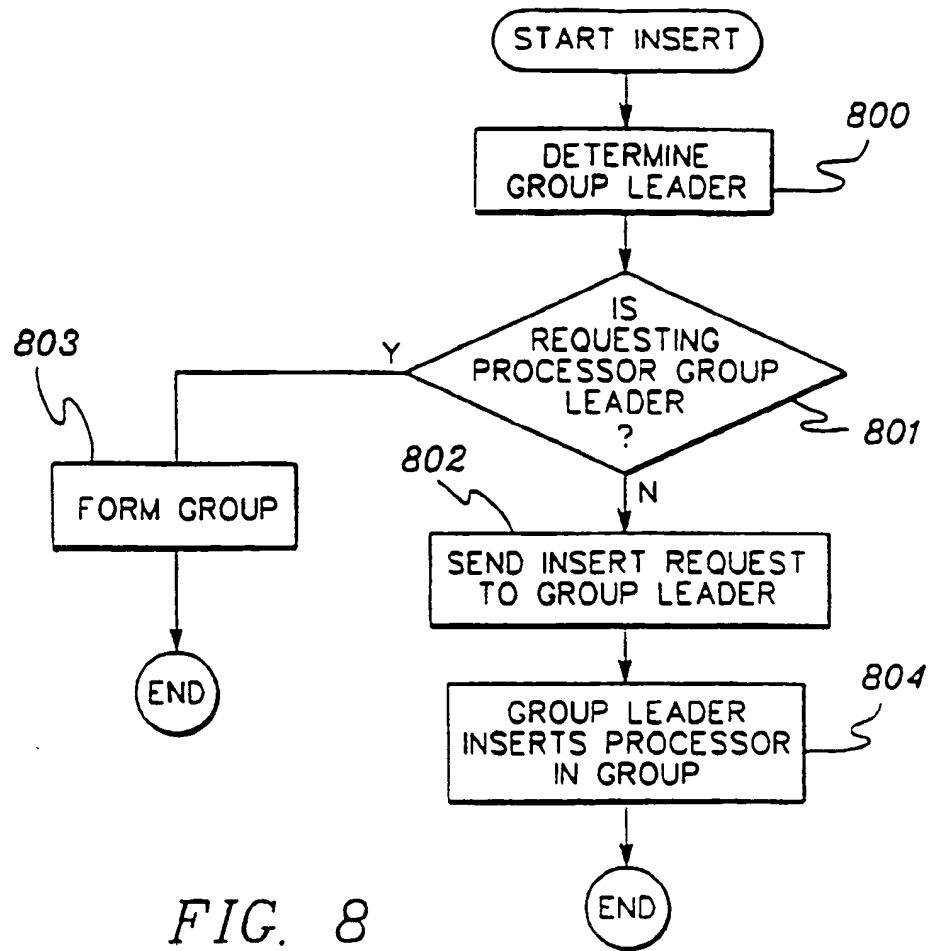 START INSERT
800
DETERMINE
GROUP LEADER
IS
REQUESTING
PROCESSOR GROUP
LEADER
?
801
Y
803
FORM GROUP
END
N
802
SEND INSERT REQUEST
TO GROUP LEADER
804
GROUP LEADER
INSERTS PROCESSOR
IN GROUP
END
FIG. 8